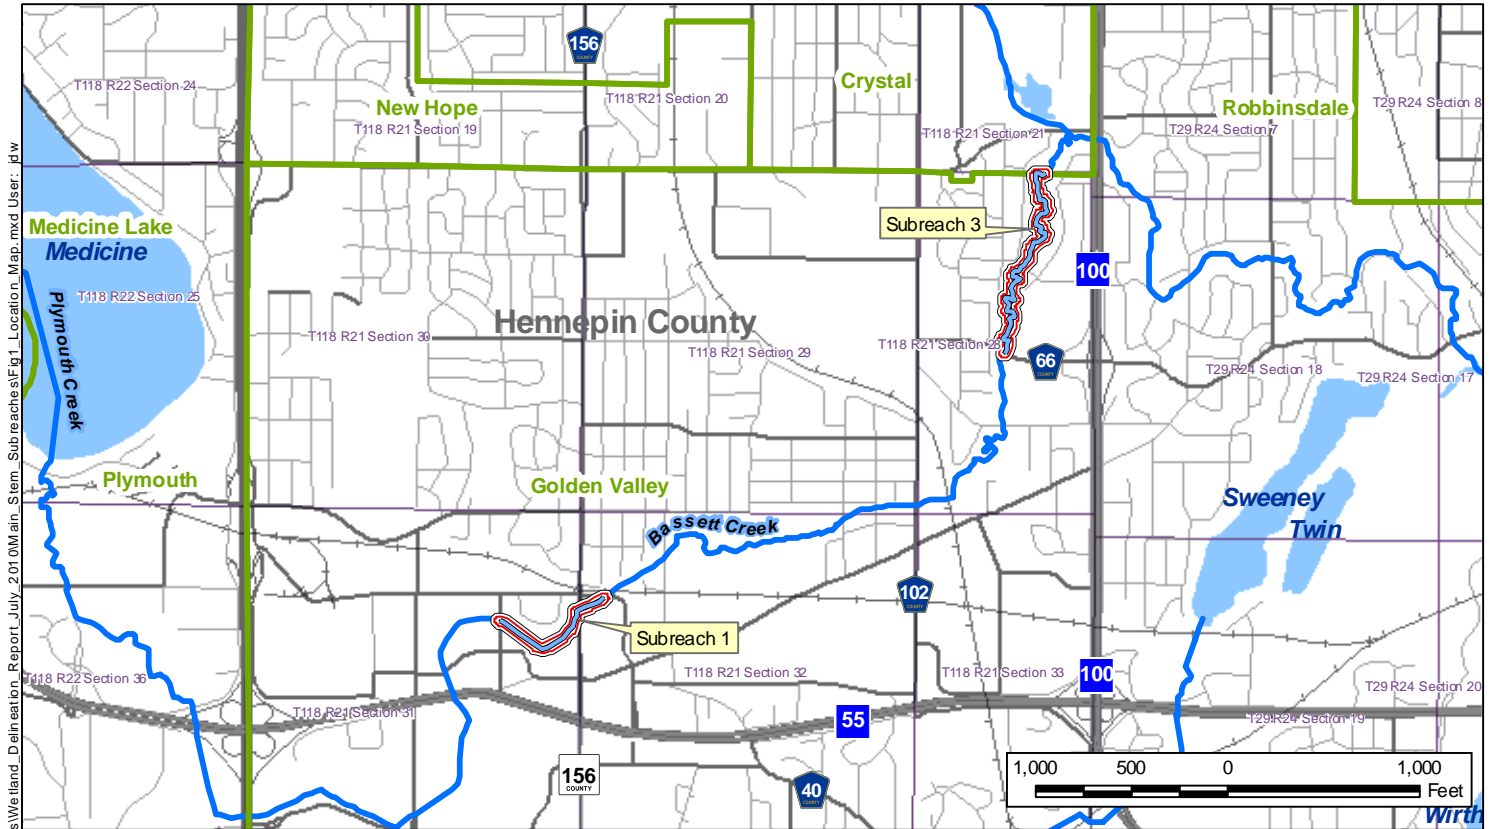 156
COUNTY
Crystal
T118 R22 Section 24
New Hope
T118 R21 Section 20
Robbinsdale
T29 R24 Section 8
T118 R21 Section 19
T118 R21 Section 21
T29 R24 Section 7
Medicine Lake
Medicine
Subreach 3
100
T118 R22 Section 25
Plymouth Creek
Hennepin County
T118 R21 Section 30
T118 R21 Section 29
T118 R21 Section 28
66
COUNTY
T29 R24 Section 18
T29 R24 Section 17
Plymouth
Golden Valley
Sweeney
Twin
Bassett Creek
102
COUNTY
Subreach 1
T118 R22 Section 36
T118 R21 Section 32
T118 R21 Section 33
100
T29 R24 Section 20
T118 R21 Section 31
55
T29 R24 Section 19
156
COUNTY
40
COUNTY
1,000 500 0 1,000
Feet
Wirth
s\Wetland_Delineation_Report_July_2010\Main_Stem_Subreaches\Fig1_Location_Map.mxd User: jdw